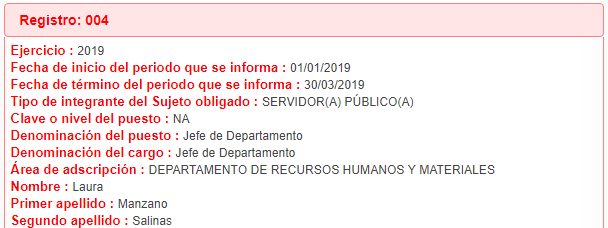 Registro: 004
Ejercicio : 2019
Fecha de inicio del periodo que se informa : 01/01/2019
Fecha de término del periodo que se informa : 30/03/2019
Tipo de integrante del Sujeto obligado : SERVIDOR(A) PÚBLICO(A)
Clave o nivel del puesto : NA
Denominación del puesto : Jefe de Departamento
Denominación del cargo : Jefe de Departamento
Área de adscripción : DEPARTAMENTO DE RECURSOS HUMANOS Y MATERIALES
Nombre : Laura
Primer apellido : Manzano
Segundo apellido : Salinas